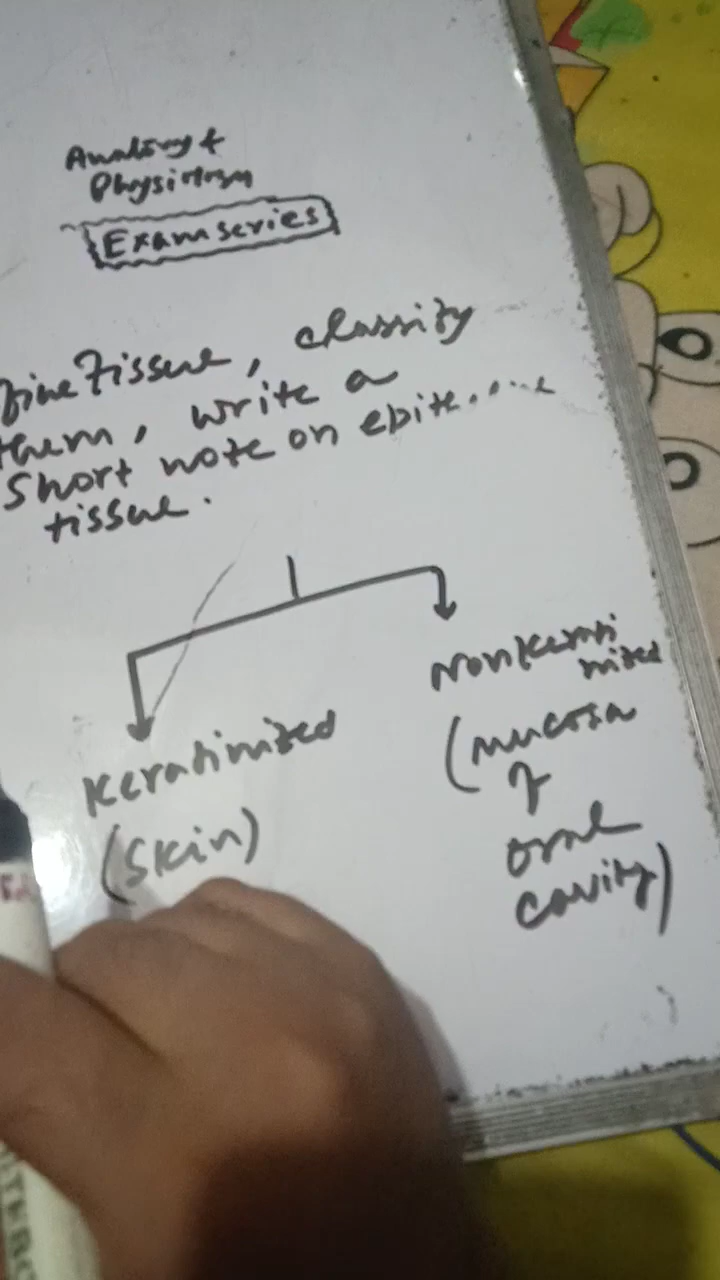 Anatomy &
Physiology
Exam series
fine Tissue, classify
them, write a
Short note on epite
tissue.
Keratinized
(Skin)
Nonkerati
nized
(mucosa
of
oral
cavity)